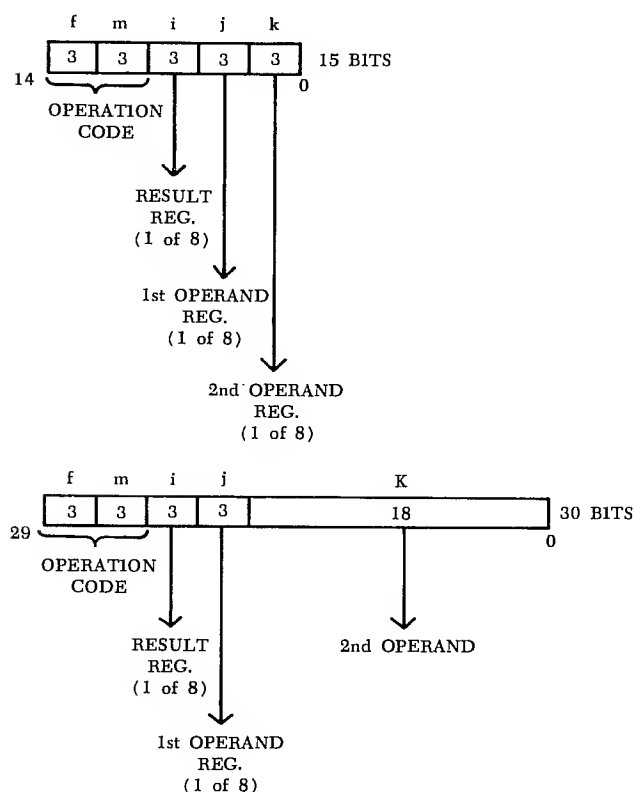 f m i j k
3 3 3 3 3 15 BITS
14 0
OPERATION
CODE
RESULT
REG.
(1 of 8)
1st OPERAND
REG.
(1 of 8)
2nd OPERAND
REG.
(1 of 8)
f m i j K
3 3 3 3 18 30 BITS
29 0
OPERATION
CODE
RESULT
REG.
(1 of 8)
2nd OPERAND
1st OPERAND
REG.
(1 of 8)